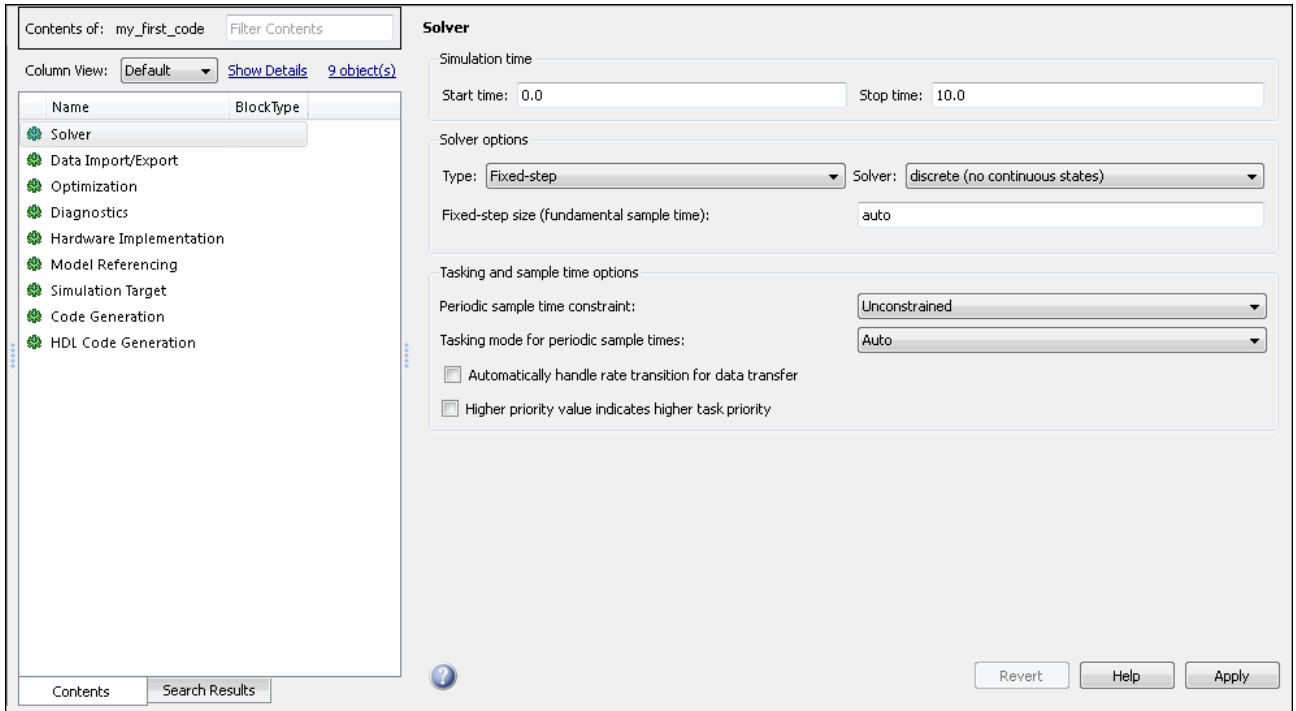 Contents of: my_first_code Filter Contents
Column View: Default Show Details 9 object(s)
Name BlockType
Solver
Data Import/Export
Optimization
Diagnostics
Hardware Implementation
Model Referencing
Simulation Target
Code Generation
HDL Code Generation
Contents Search Results
Solver
Simulation time
Start time: 0.0 Stop time: 10.0
Solver options
Type: Fixed-step Solver: discrete (no continuous states)
Fixed-step size (fundamental sample time): auto
Tasking and sample time options
Periodic sample time constraint: Unconstrained
Tasking mode for periodic sample times: Auto
Automatically handle rate transition for data transfer
Higher priority value indicates higher task priority
? Revert Help Apply